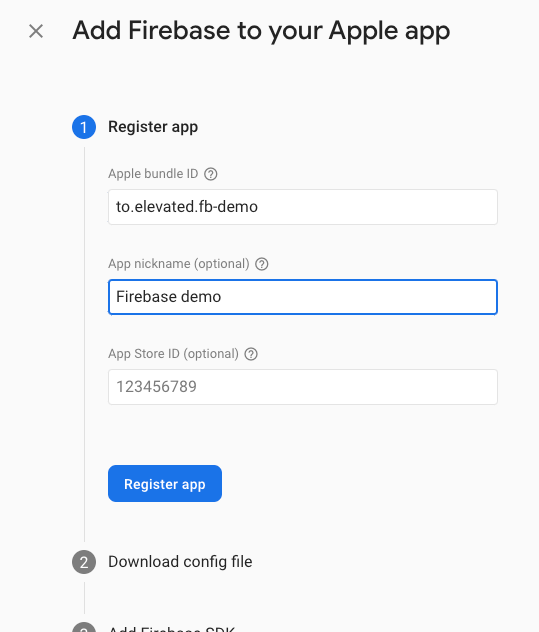 Add Firebase to your Apple app
1 Register app
Apple bundle ID
to.elevated.fb-demo
App nickname (optional)
Firebase demo
App Store ID (optional)
123456789
Register app
2 Download config file
3 Add Firebase SDK